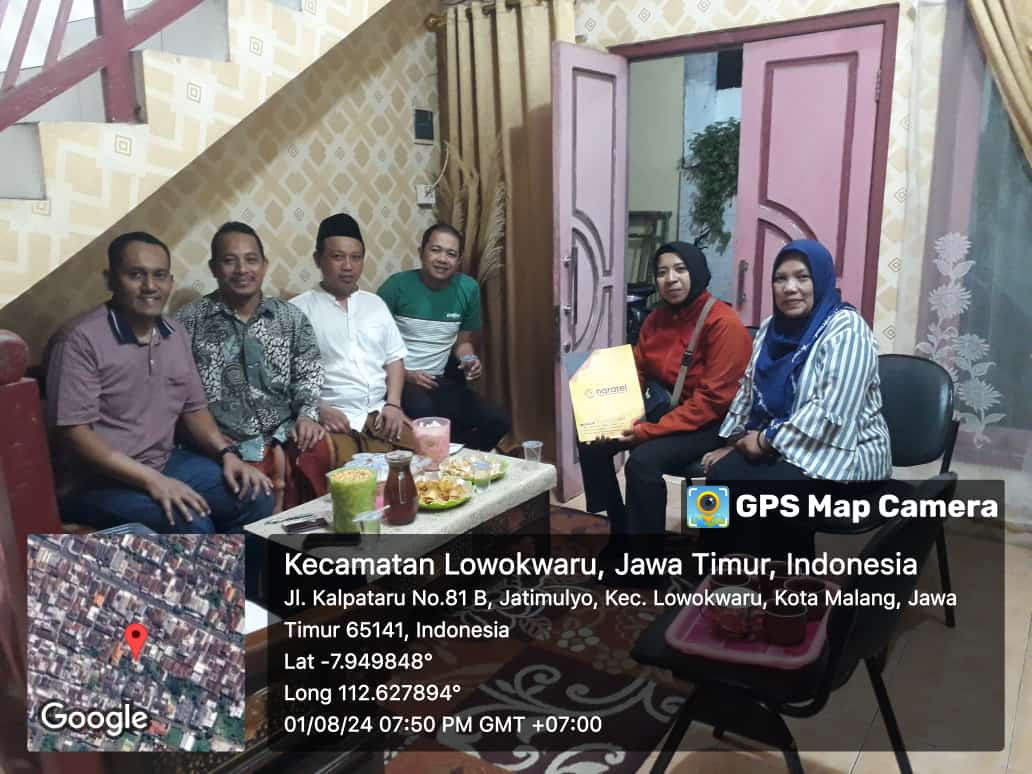 naratel
GPS Map Camera
Kecamatan Lowokwaru, Jawa Timur, Indonesia
Jl. Kalpataru No.81 B, Jatimulyo, Kec. Lowokwaru, Kota Malang, Jawa
Timur 65141, Indonesia
Lat -7.949848°
Long 112.627894°
01/08/24 07:50 PM GMT +07:00
Google